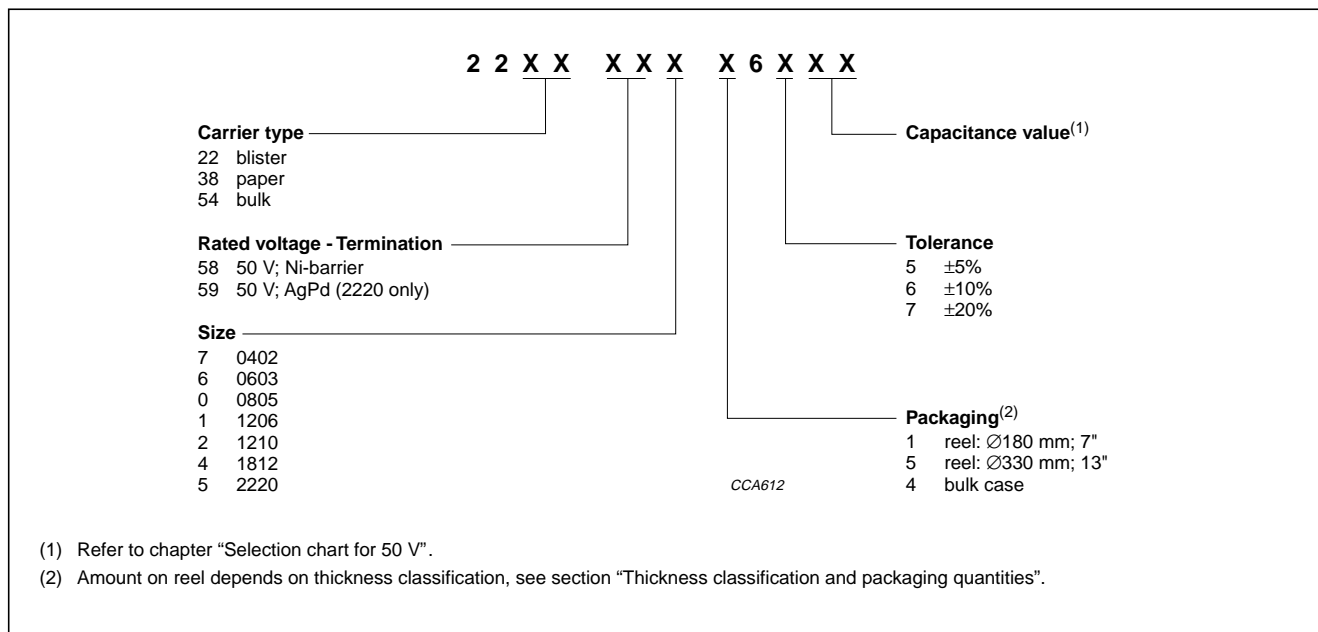 2 2 X X X X X X 6 X X X
Carrier type
22 blister
38 paper
54 bulk
Rated voltage - Termination
58 50 V; Ni-barrier
59 50 V; AgPd (2220 only)
Size
7 0402
6 0603
0 0805
1 1206
2 1210
4 1812
5 2220
Capacitance value(1)
Tolerance
5 ±5%
6 ±10%
7 ±20%
Packaging(2)
1 reel: ∅180 mm; 7"
5 reel: ∅330 mm; 13"
4 bulk case
CCA612
(1) Refer to chapter “Selection chart for 50 V”.
(2) Amount on reel depends on thickness classification, see section “Thickness classification and packaging quantities”.